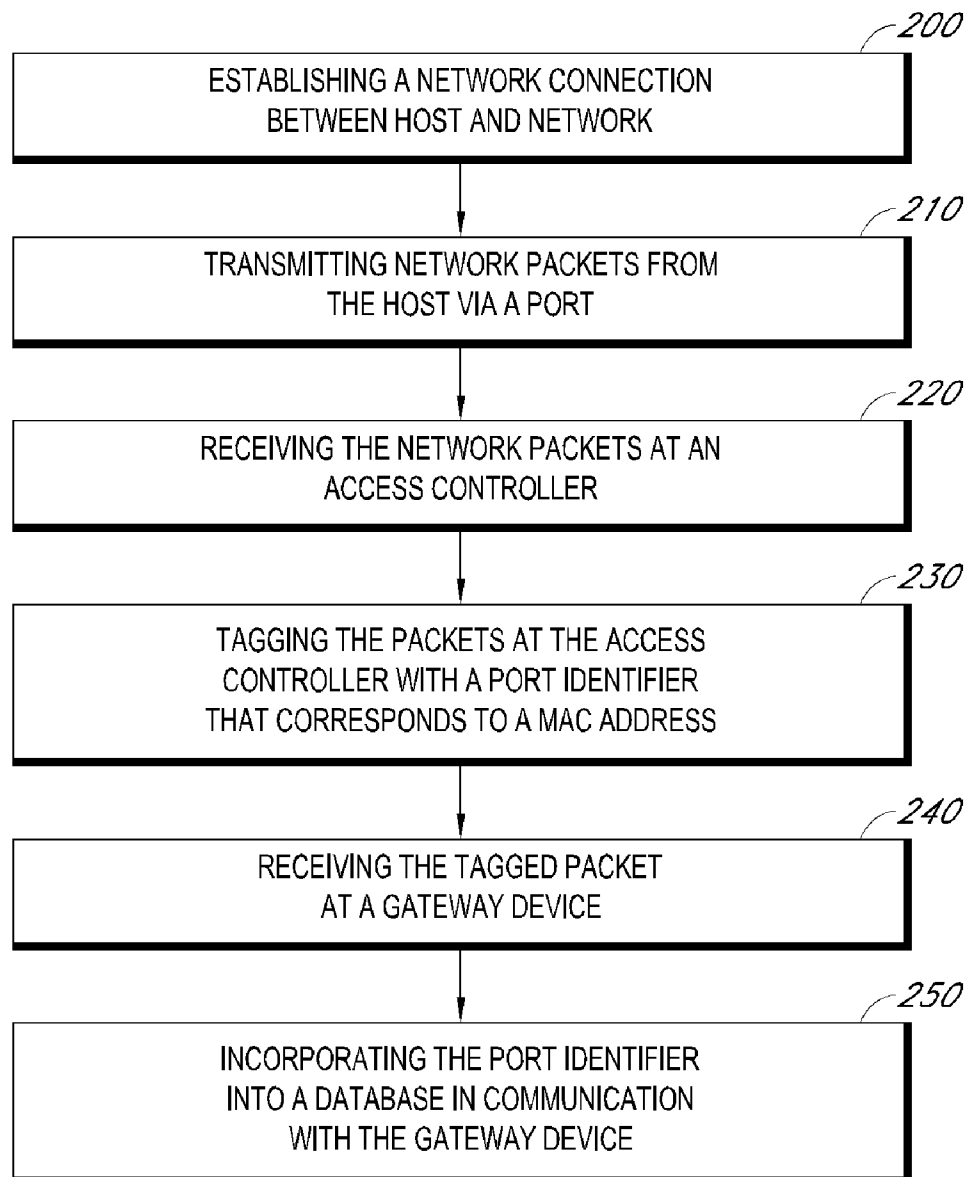 200
ESTABLISHING A NETWORK CONNECTION
BETWEEN HOST AND NETWORK
210
TRANSMITTING NETWORK PACKETS FROM
THE HOST VIA A PORT
220
RECEIVING THE NETWORK PACKETS AT AN
ACCESS CONTROLLER
230
TAGGING THE PACKETS AT THE ACCESS
CONTROLLER WITH A PORT IDENTIFIER
THAT CORRESPONDS TO A MAC ADDRESS
240
RECEIVING THE TAGGED PACKET
AT A GATEWAY DEVICE
250
INCORPORATING THE PORT IDENTIFIER
INTO A DATABASE IN COMMUNICATION
WITH THE GATEWAY DEVICE